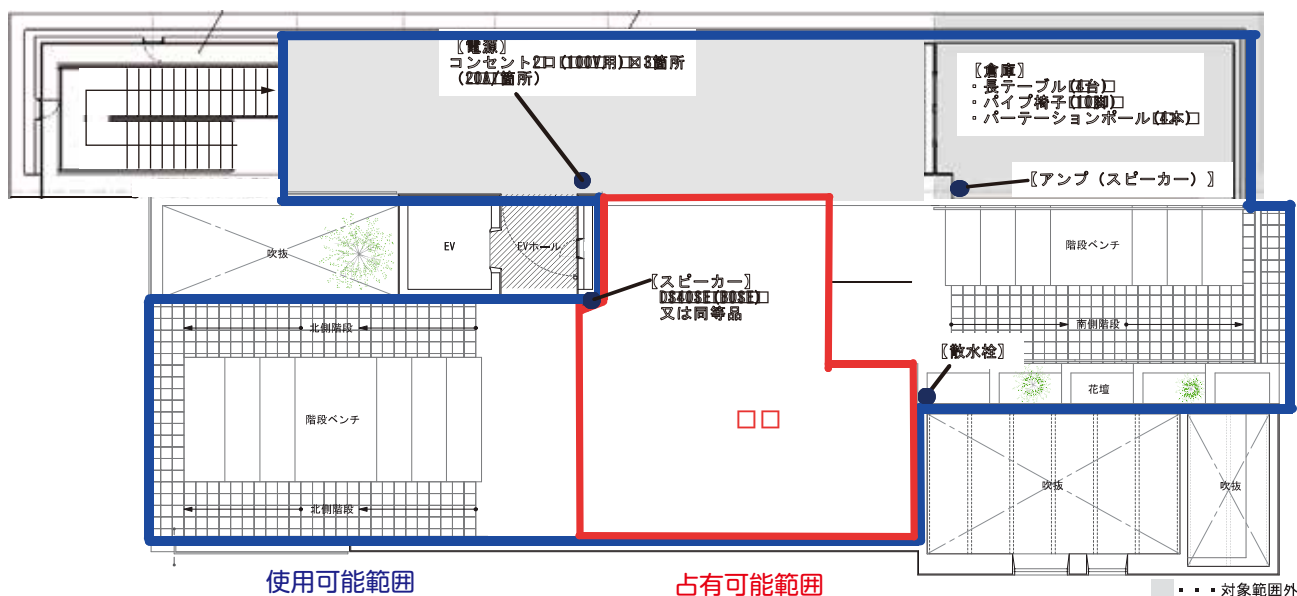 【電源】
コンセント2口(100V用)×3箇所
(20A/箇所)
【倉庫】
・長テーブル(4台)
・パイプ椅子(10脚)
・パーテーションポール(4本)
【アンプ(スピーカー)】
吹抜
EV
EVホール
階段ベンチ
【スピーカー】
DS40SE(BOSE)
又は同等品
北側階段
南側階段
【散水栓】
花壇
階段ベンチ
吹抜
吹抜
北側階段
使用可能範囲
占有可能範囲
・・・対象範囲外